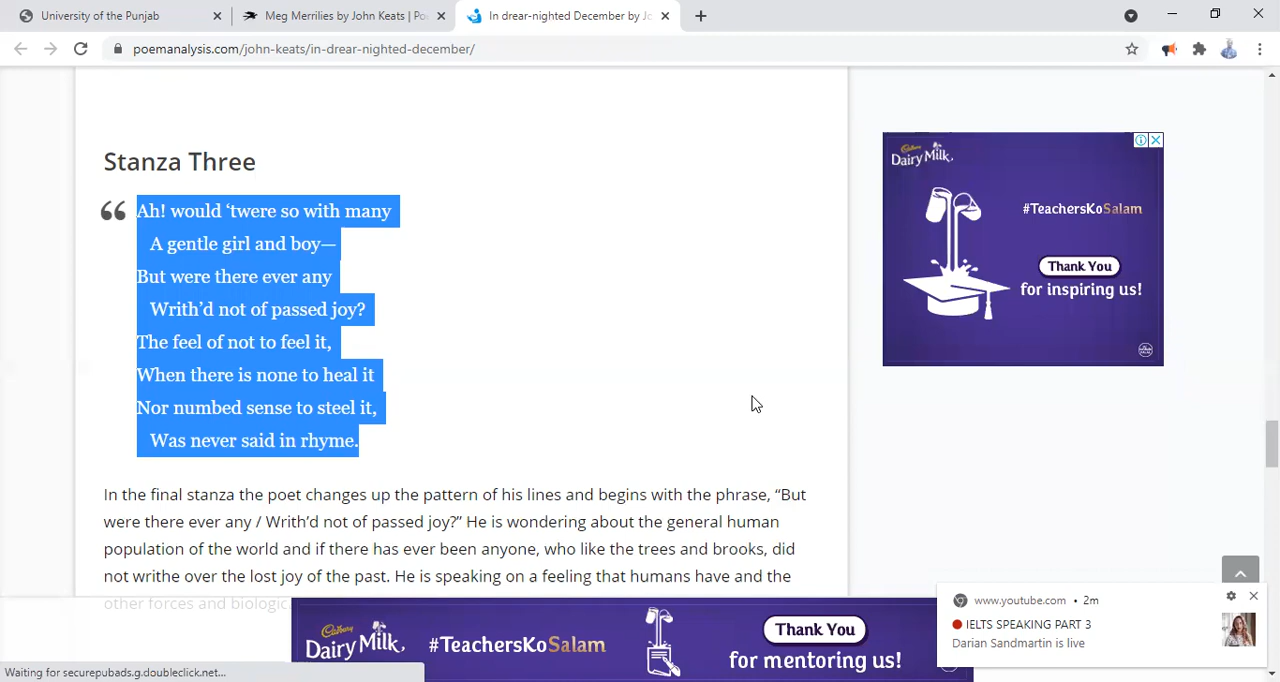 University of the Punjab
Meg Merrilies by John Keats | Po
In drear-nighted December by Jo
poemanalysis.com/john-keats/in-drear-nighted-december/
Stanza Three
Ah! would ‘twere so with many
A gentle girl and boy—
But were there ever any
Writh’d not of passed joy?
The feel of not to feel it,
When there is none to heal it
Nor numbed sense to steel it,
Was never said in rhyme.
In the final stanza the poet changes up the pattern of his lines and begins with the phrase, “But
were there ever any / Writh’d not of passed joy?” He is wondering about the general human
population of the world and if there has ever been anyone, who like the trees and brooks, did
not writhe over the lost joy of the past. He is speaking on a feeling that humans have and the
other forces and biologic
Cadbury
Dairy Milk
#TeachersKoSalam
Thank You
for inspiring us!
Cadbury
Dairy Milk
#TeachersKoSalam
Thank You
for mentoring us!
www.youtube.com • 2m
IELTS SPEAKING PART 3
Darian Sandmartin is live
Waiting for securepubads.g.doubleclick.net...